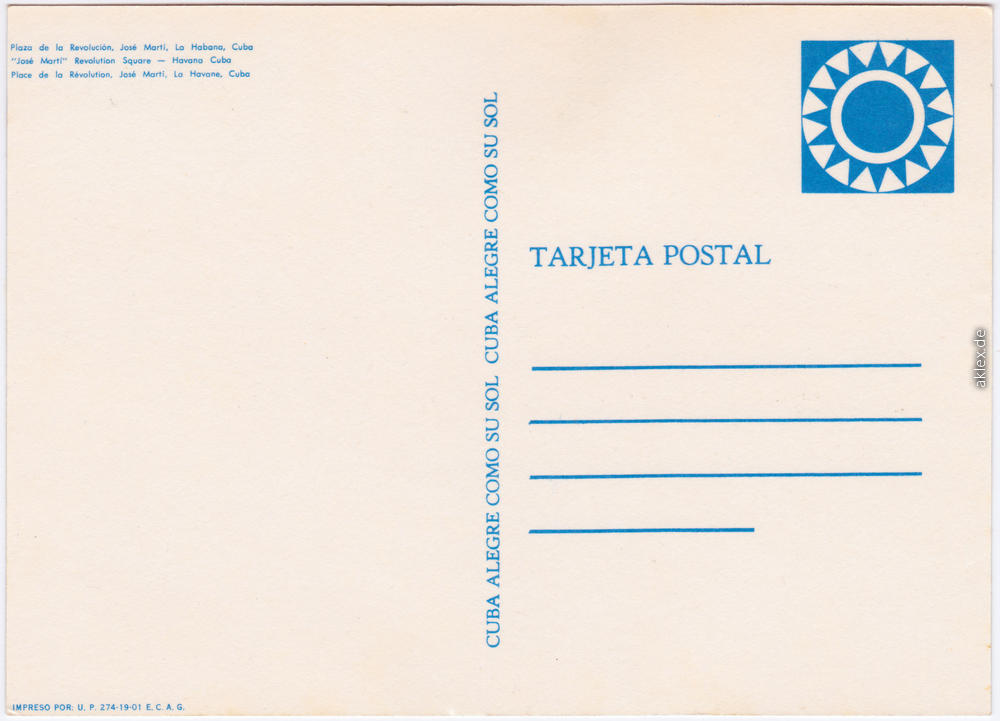 Plaza de la Revolución, José Martí, La Habana, Cuba
"José Martí" Revolution Square — Havana Cuba
Place de la Révolution, José Martí, La Havane, Cuba
CUBA ALEGRE COMO SU SOL CUBA ALEGRE COMO SU SOL
TARJETA POSTAL
aklex.de
IMPRESO POR: U. P. 274-19-01 E. C. A. G.